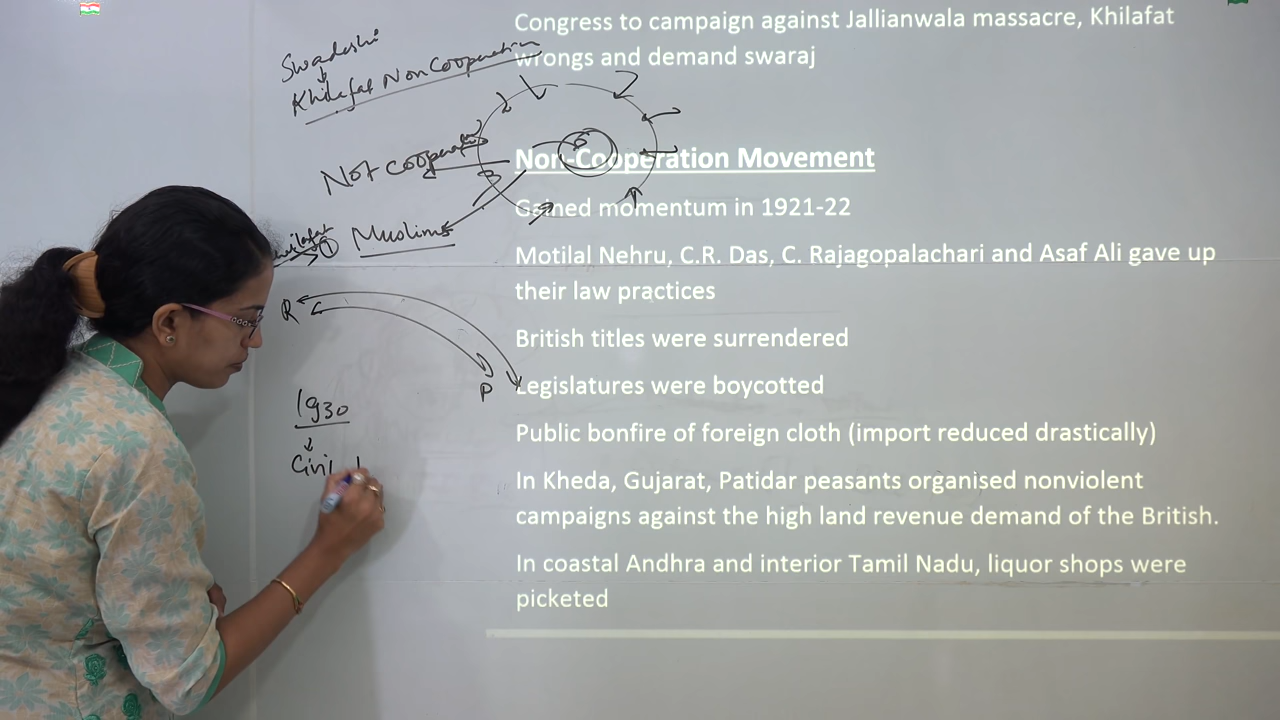 Congress to campaign against Jallianwala massacre, Khilafat
wrongs and demand swaraj
Swadeshi
Khilafat Non Cooperation
Not cooperation
Non-Cooperation Movement
Gained momentum in 1921-22
Khilafat
① Muslims
Motilal Nehru, C.R. Das, C. Rajagopalachari and Asaf Ali gave up
their law practices
R
British titles were surrendered
P
Legislatures were boycotted
1930
Public bonfire of foreign cloth (import reduced drastically)
Civi
In Kheda, Gujarat, Patidar peasants organised nonviolent
campaigns against the high land revenue demand of the British.
In coastal Andhra and interior Tamil Nadu, liquor shops were
picketed